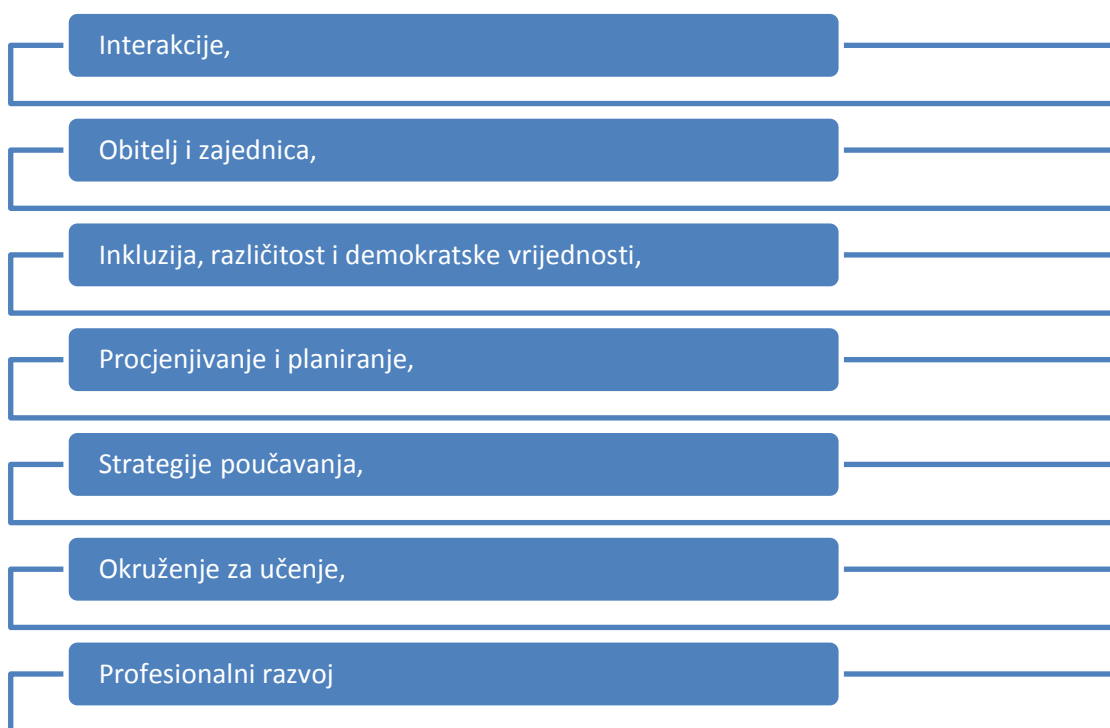 Interakcije,
Obitelj i zajednica,
Inkluzija, različitost i demokratske vrijednosti,
Procjenjivanje i planiranje,
Strategije poučavanja,
Okruženje za učenje,
Profesionalni razvoj